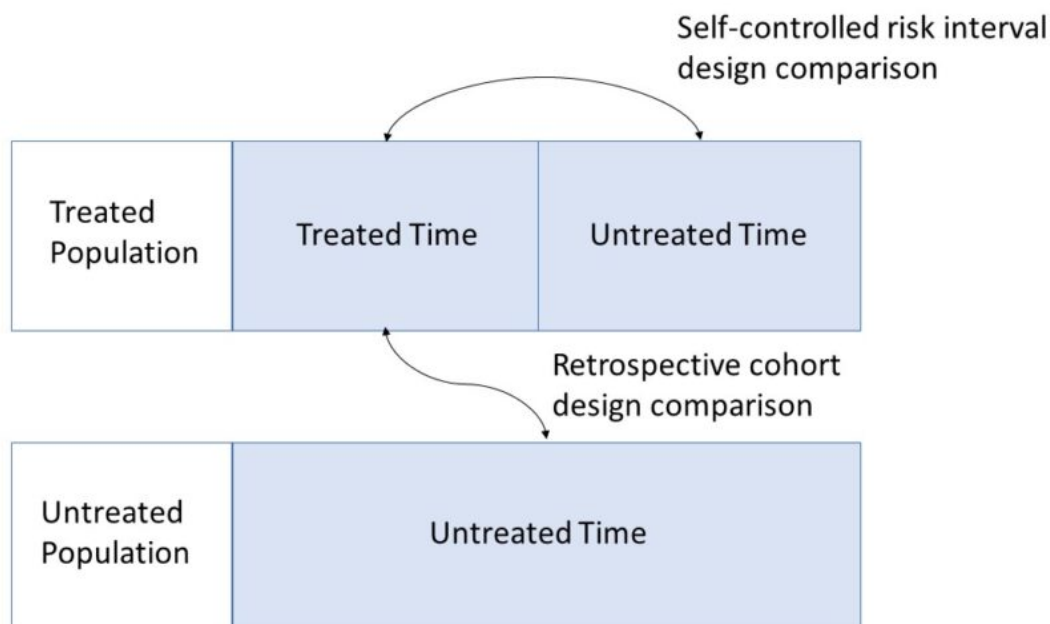 Self-controlled risk interval
design comparison
Treated
Population
Treated Time
Untreated Time
Retrospective cohort
design comparison
Untreated
Population
Untreated Time